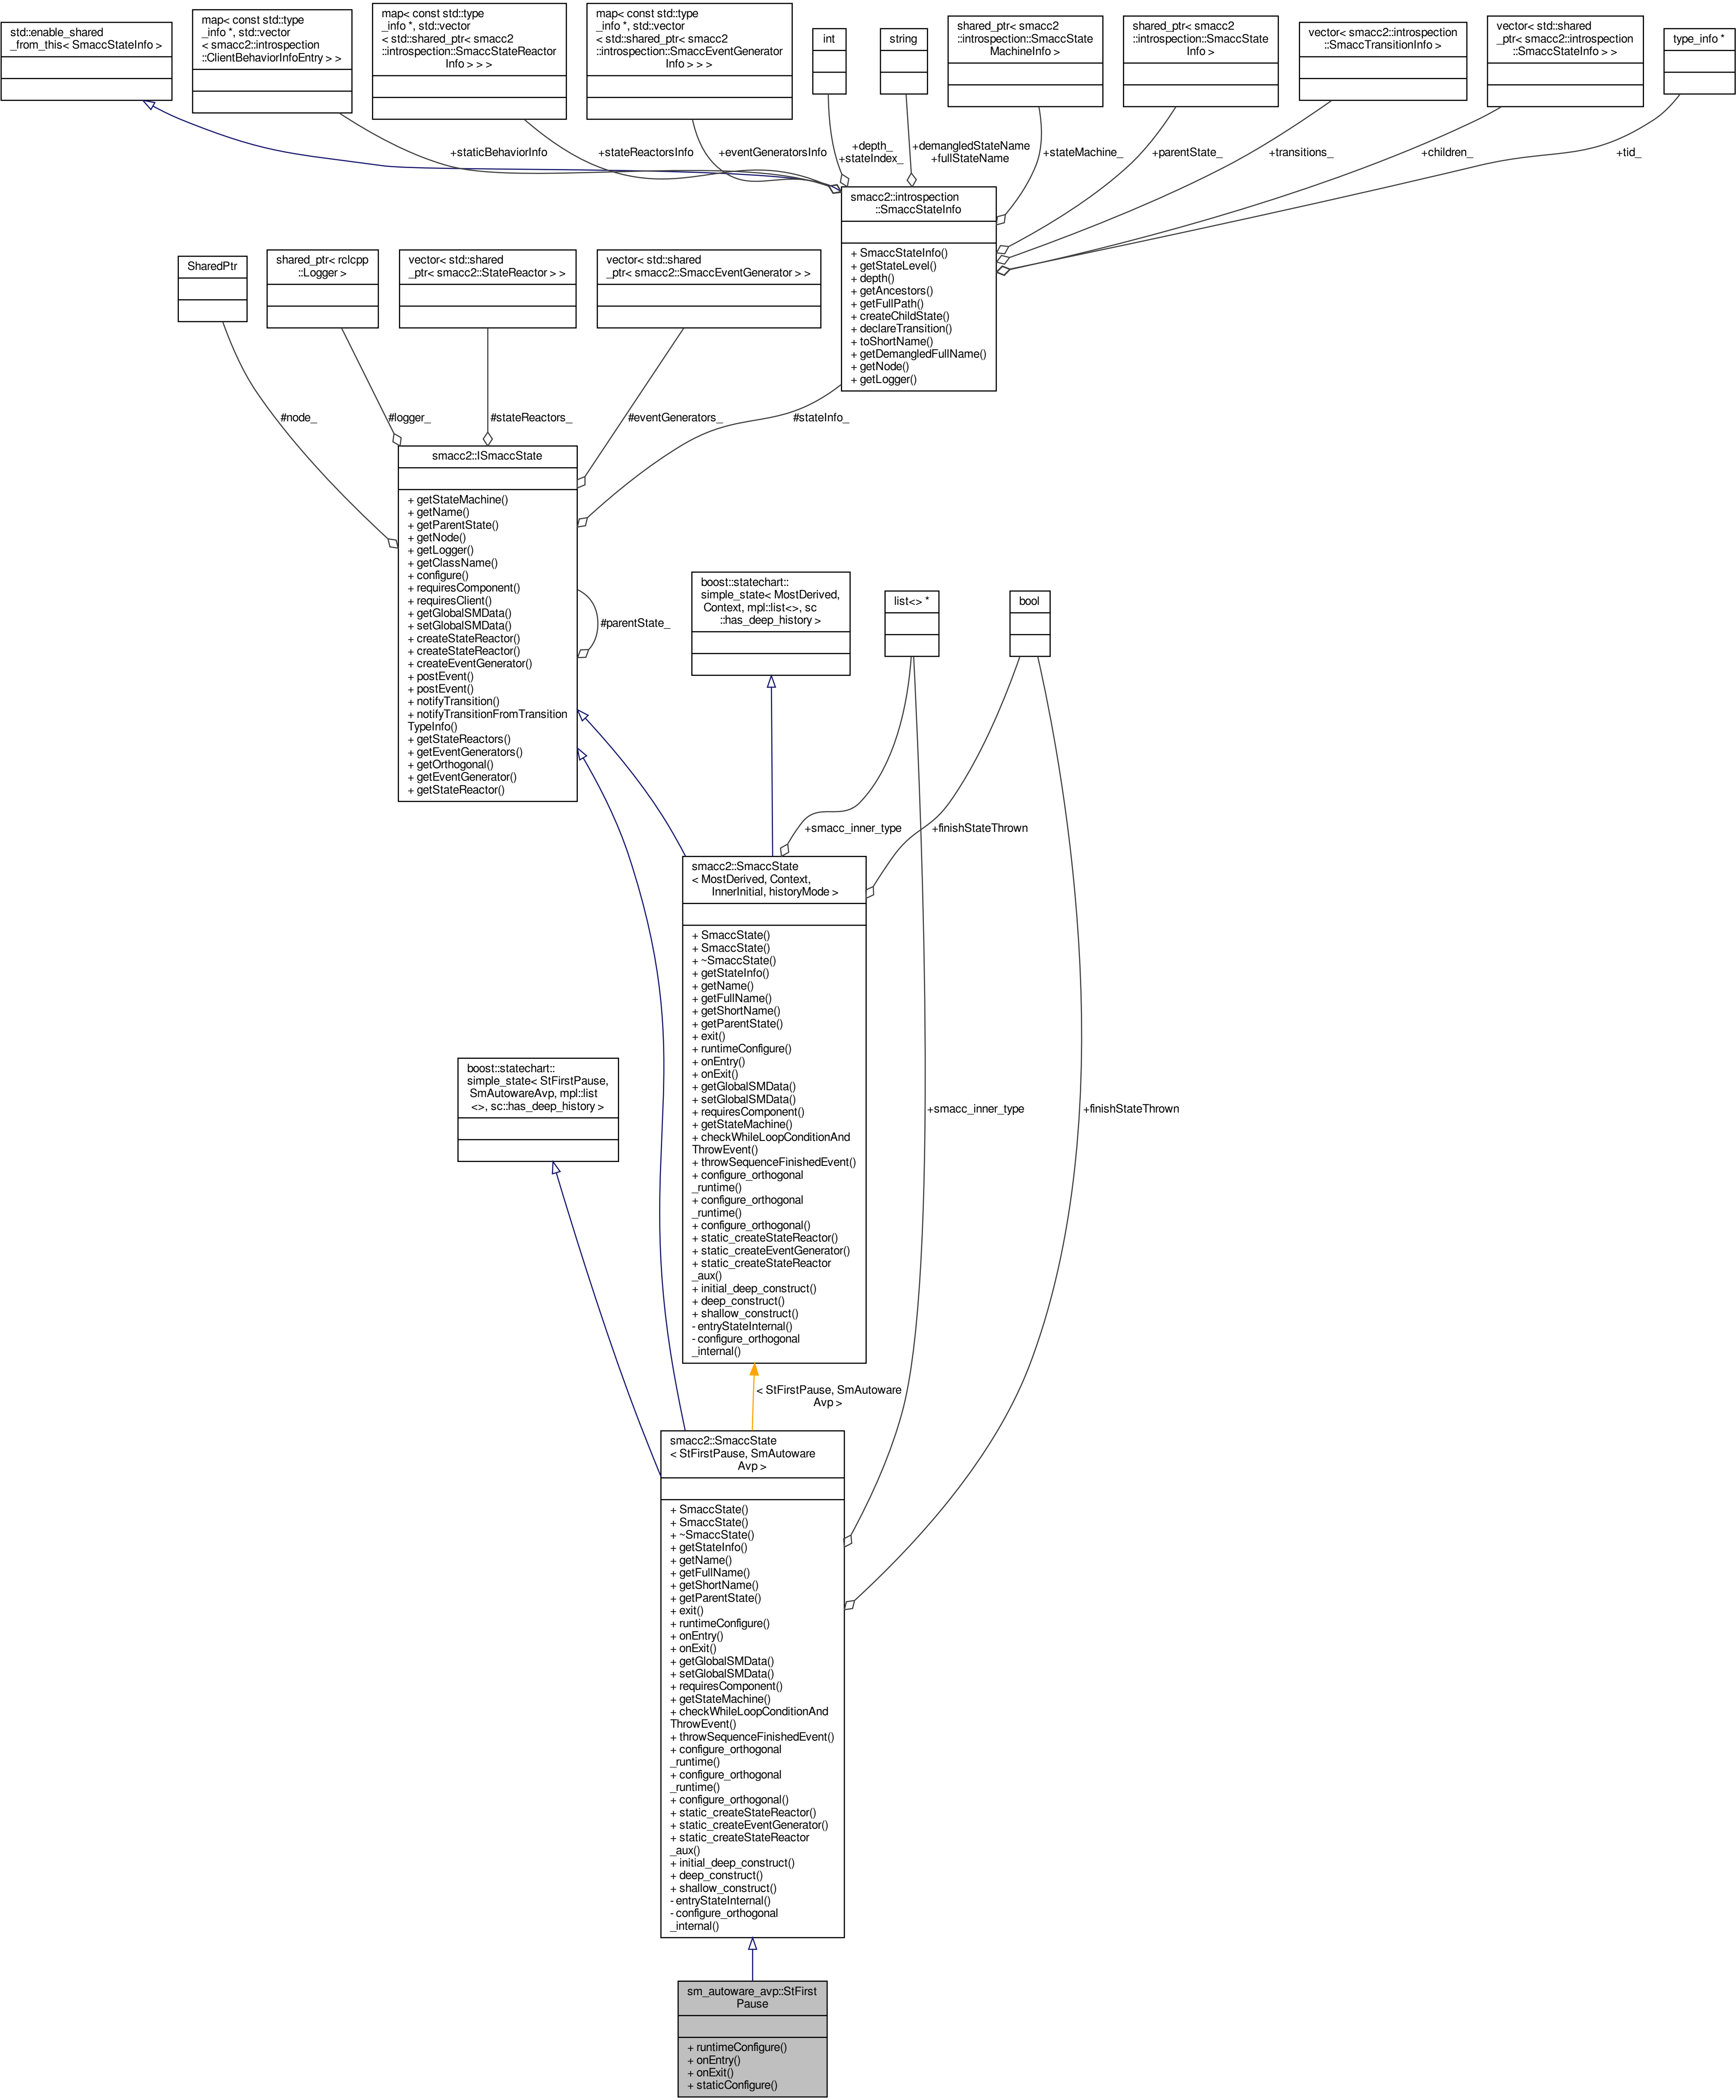 std::enable_shared
_from_this< SmaccStateInfo >
map< const std::type
_info *, std::vector
< smacc2::introspection
::ClientBehaviorInfoEntry > >
map< const std::type
_info *, std::vector
< std::shared_ptr< smacc2
::introspection::SmaccStateReactor
Info > > >
map< const std::type
_info *, std::vector
< std::shared_ptr< smacc2
::introspection::SmaccEventGenerator
Info > > >
int
string
shared_ptr< smacc2
::introspection::SmaccState
MachineInfo >
shared_ptr< smacc2
::introspection::SmaccState
Info >
vector< smacc2::introspection
::SmaccTransitionInfo >
vector< std::shared
_ptr< smacc2::introspection
::SmaccStateInfo > >
type_info *
+staticBehaviorInfo
+stateReactorsInfo
+eventGeneratorsInfo
+depth_
+stateIndex_
+demangledStateName
+fullStateName
+stateMachine_
+parentState_
+transitions_
+children_
+tid_
smacc2::introspection
::SmaccStateInfo
+ SmaccStateInfo()
+ getStateLevel()
+ depth()
+ getAncestors()
+ getFullPath()
+ createChildState()
+ declareTransition()
+ toShortName()
+ getDemangledFullName()
+ getNode()
+ getLogger()
SharedPtr
shared_ptr< rclcpp
::Logger >
vector< std::shared
_ptr< smacc2::StateReactor > >
vector< std::shared
_ptr< smacc2::SmaccEventGenerator > >
#node_
#logger_
#stateReactors_
#eventGenerators_
#stateInfo_
smacc2::ISmaccState
+ getStateMachine()
+ getName()
+ getParentState()
+ getNode()
+ getLogger()
+ getClassName()
+ configure()
+ requiresComponent()
+ requiresClient()
+ getGlobalSMData()
+ setGlobalSMData()
+ createStateReactor()
+ createStateReactor()
+ createEventGenerator()
+ postEvent()
+ postEvent()
+ notifyTransition()
+ notifyTransitionFromTransition
TypeInfo()
+ getStateReactors()
+ getEventGenerators()
+ getOrthogonal()
+ getEventGenerator()
+ getStateReactor()
#parentState_
boost::statechart::
simple_state< MostDerived,
Context, mpl::list<>, sc
::has_deep_history >
list<> *
bool
+smacc_inner_type
+finishStateThrown
smacc2::SmaccState
< MostDerived, Context,
InnerInitial, historyMode >
+ SmaccState()
+ SmaccState()
+ ~SmaccState()
+ getStateInfo()
+ getName()
+ getFullName()
+ getShortName()
+ getParentState()
+ exit()
+ runtimeConfigure()
+ onEntry()
+ onExit()
+ getGlobalSMData()
+ setGlobalSMData()
+ requiresComponent()
+ getStateMachine()
+ checkWhileLoopConditionAnd
ThrowEvent()
+ throwSequenceFinishedEvent()
+ configure_orthogonal
_runtime()
+ configure_orthogonal
_runtime()
+ configure_orthogonal()
+ static_createStateReactor()
+ static_createEventGenerator()
+ static_createStateReactor
_aux()
+ initial_deep_construct()
+ deep_construct()
+ shallow_construct()
- entryStateInternal()
- configure_orthogonal
_internal()
boost::statechart::
simple_state< StFirstPause,
SmAutowareAvp, mpl::list
<>, sc::has_deep_history >
+smacc_inner_type
+finishStateThrown
< StFirstPause, SmAutoware
Avp >
smacc2::SmaccState
< StFirstPause, SmAutoware
Avp >
+ SmaccState()
+ SmaccState()
+ ~SmaccState()
+ getStateInfo()
+ getName()
+ getFullName()
+ getShortName()
+ getParentState()
+ exit()
+ runtimeConfigure()
+ onEntry()
+ onExit()
+ getGlobalSMData()
+ setGlobalSMData()
+ requiresComponent()
+ getStateMachine()
+ checkWhileLoopConditionAnd
ThrowEvent()
+ throwSequenceFinishedEvent()
+ configure_orthogonal
_runtime()
+ configure_orthogonal
_runtime()
+ configure_orthogonal()
+ static_createStateReactor()
+ static_createEventGenerator()
+ static_createStateReactor
_aux()
+ initial_deep_construct()
+ deep_construct()
+ shallow_construct()
- entryStateInternal()
- configure_orthogonal
_internal()
sm_autoware_avp::StFirst
Pause
+ runtimeConfigure()
+ onEntry()
+ onExit()
+ staticConfigure()